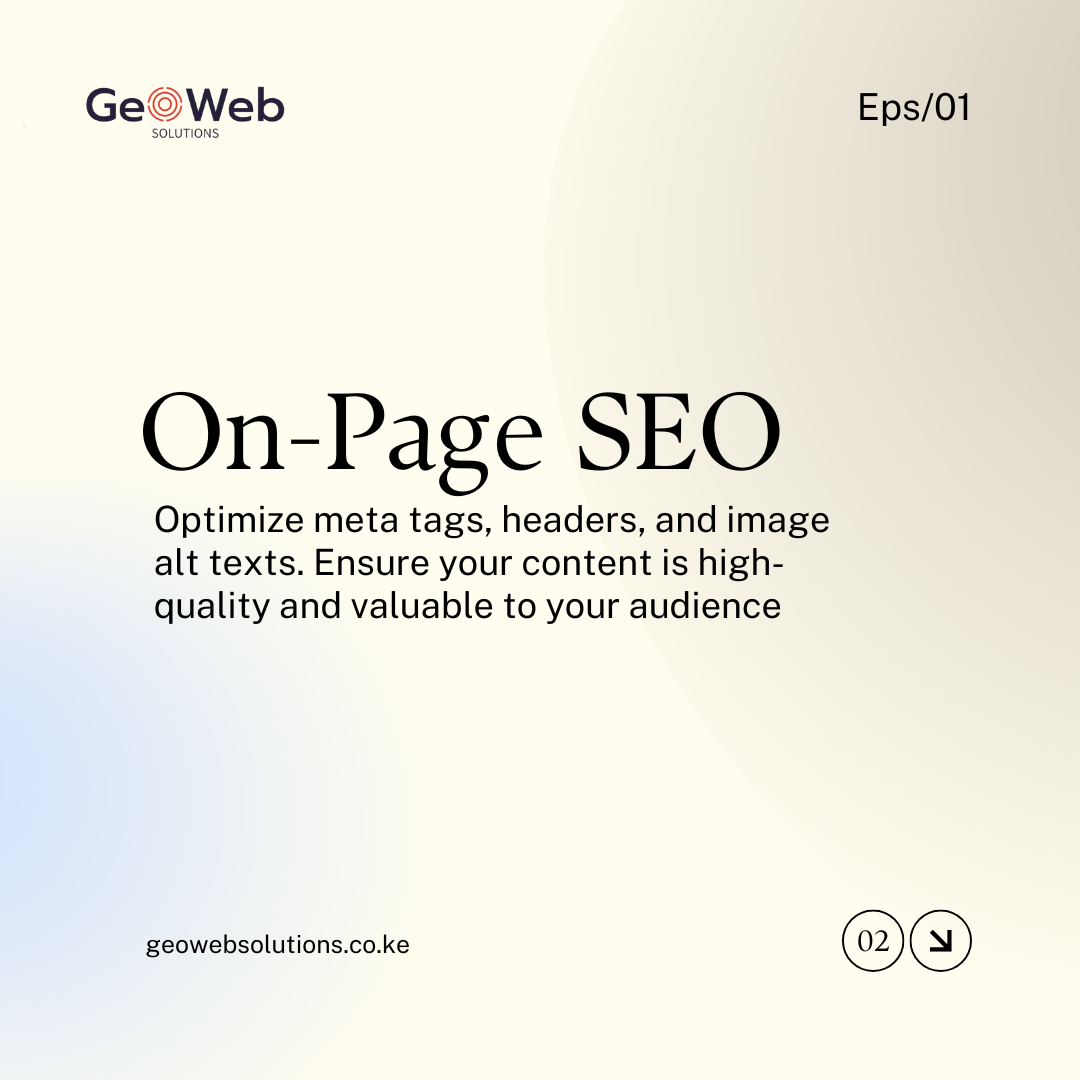 GeoWeb
SOLUTIONS
Eps/01
On-Page SEO
Optimize meta tags, headers, and image
alt texts. Ensure your content is high-
quality and valuable to your audience
geowebsolutions.co.ke
02